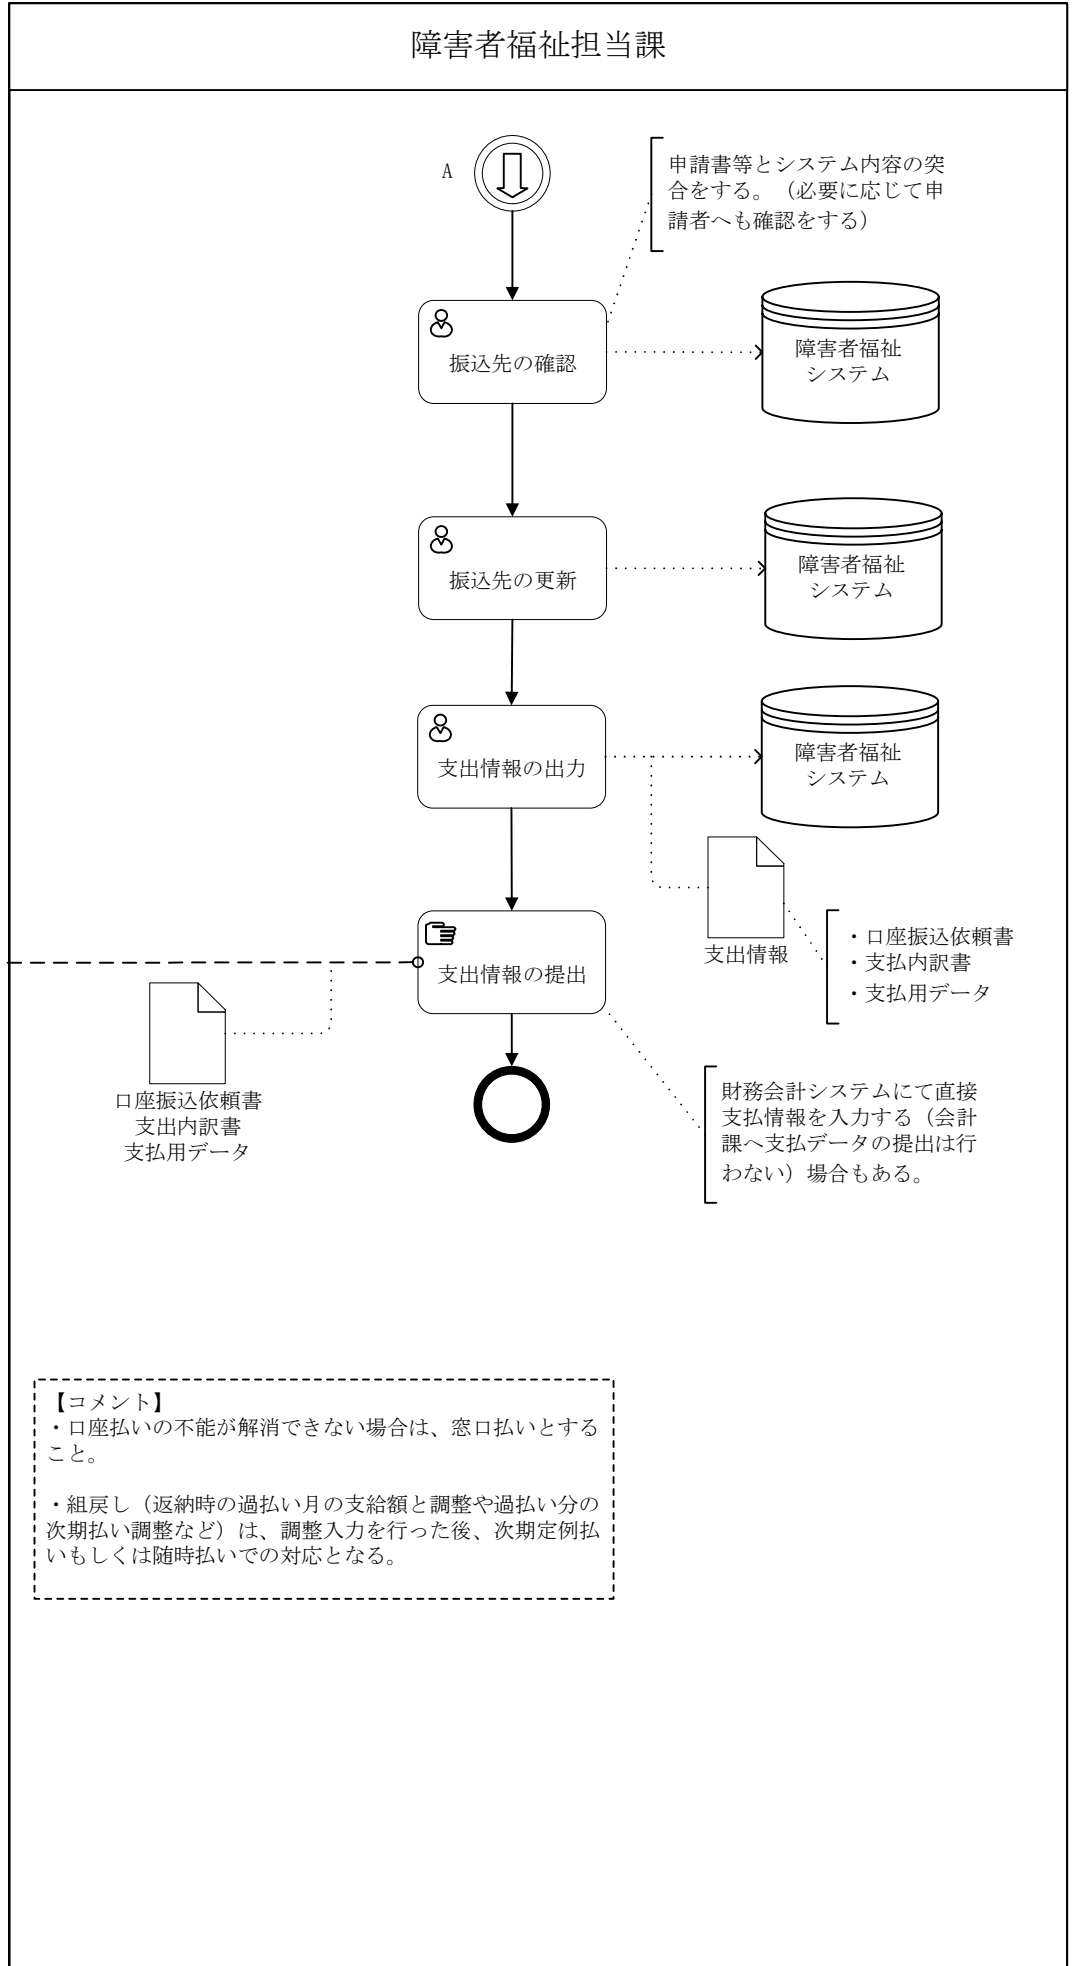 障害者福祉担当課
A
申請書等とシステム内容の突
合をする。（必要に応じて申
請者へも確認をする）
振込先の確認
障害者福祉
システム
振込先の更新
障害者福祉
システム
支出情報の出力
障害者福祉
システム
支出情報
・口座振込依頼書
・支払内訳書
・支払用データ
支出情報の提出
口座振込依頼書
支出内訳書
支払用データ
財務会計システムにて直接
支払情報を入力する（会計
課へ支払データの提出は行
わない）場合もある。
【コメント】
・口座払いの不能が解消できない場合は、窓口払いとする
こと。
・組戻し（返納時の過払い月の支給額と調整や過払い分の
次期払い調整など）は、調整入力を行った後、次期定例払
いもしくは随時払いでの対応となる。